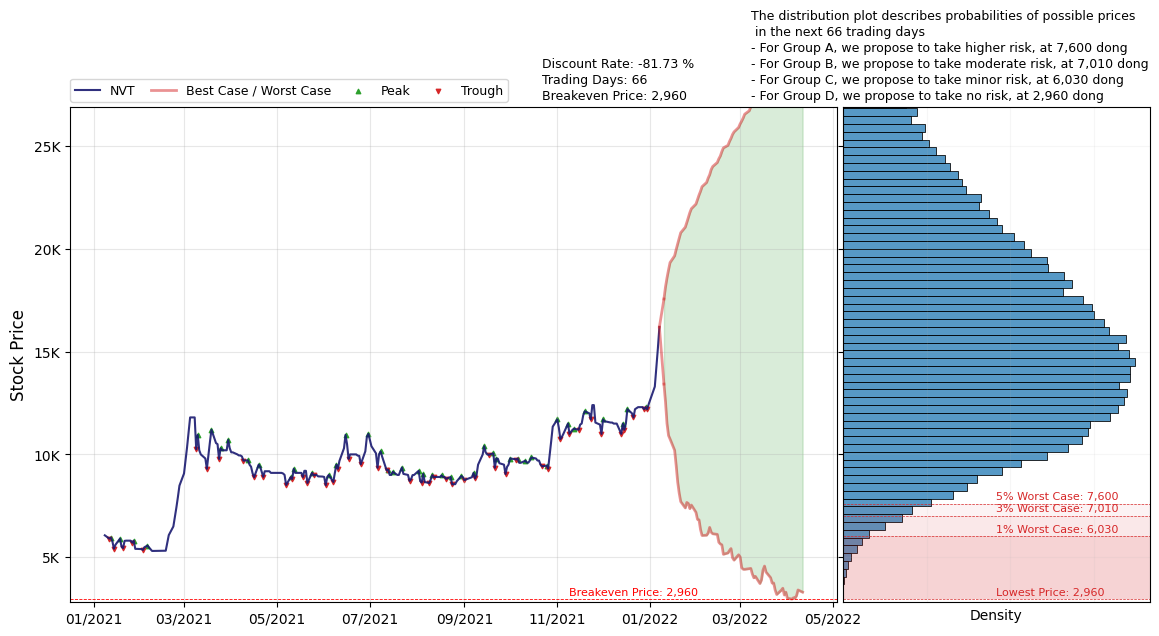 The distribution plot describes probabilities of possible prices
in the next 66 trading days
- For Group A, we propose to take higher risk, at 7,600 dong
- For Group B, we propose to take moderate risk, at 7,010 dong
- For Group C, we propose to take minor risk, at 6,030 dong
- For Group D, we propose to take no risk, at 2,960 dong
Discount Rate: -81.73 %
Trading Days: 66
Breakeven Price: 2,960
NVT
Best Case / Worst Case
Peak
Trough
Stock Price
25K
20K
15K
10K
5K
Breakeven Price: 2,960
01/2021
03/2021
05/2021
07/2021
09/2021
11/2021
01/2022
03/2022
05/2022
5% Worst Case: 7,600
3% Worst Case: 7,010
1% Worst Case: 6,030
Lowest Price: 2,960
Density